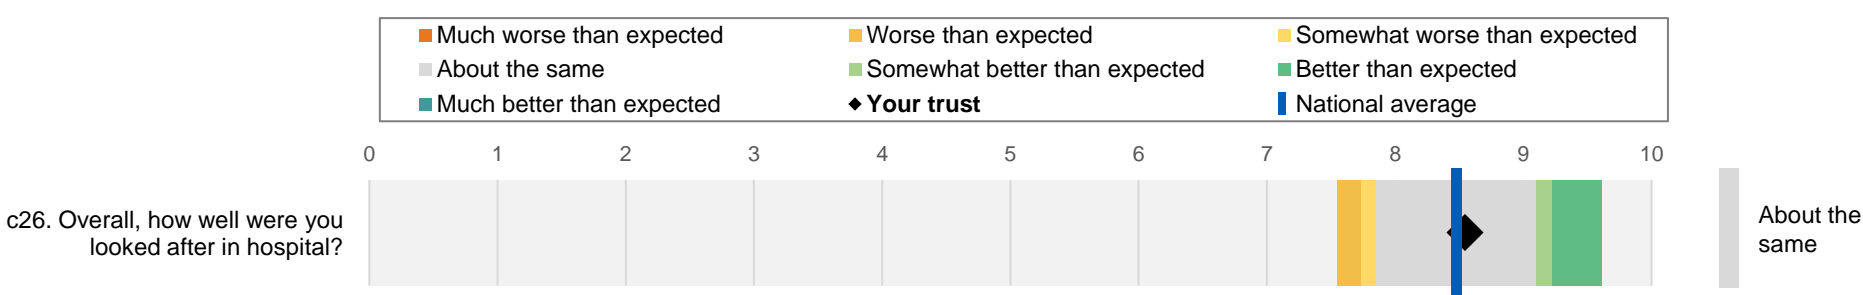 Much worse than expected
Worse than expected
Somewhat worse than expected
About the same
Somewhat better than expected
Better than expected
Much better than expected
Your trust
National average
0 1 2 3 4 5 6 7 8 9 10
c26. Overall, how well were you
looked after in hospital?
About the
same